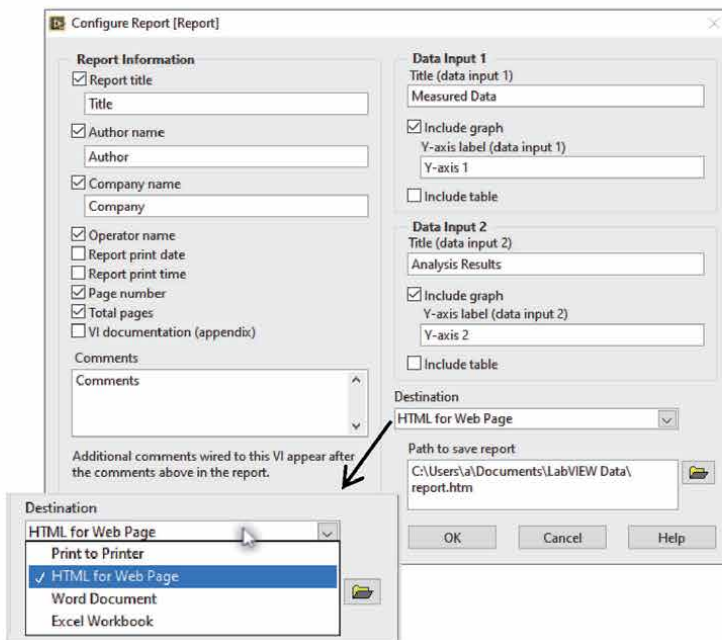 Configure Report [Report]
Report Information
Report title
Title
Author name
Author
Company name
Company
Operator name
Report print date
Report print time
Page number
Total pages
VI documentation (appendix)
Comments
Comments
Additional comments wired to this VI appear after
the comments above in the report.
Data Input 1
Title (data input 1)
Measured Data
Include graph
Y-axis label (data input 1)
Y-axis 1
Include table
Data Input 2
Title (data input 2)
Analysis Results
Include graph
Y-axis label (data input 2)
Y-axis 2
Include table
Destination
HTML for Web Page
Path to save report
C:\Users\a\Documents\LabVIEW Data\
report.htm
OK
Cancel
Help
Destination
HTML for Web Page
Print to Printer
HTML for Web Page
Word Document
Excel Workbook